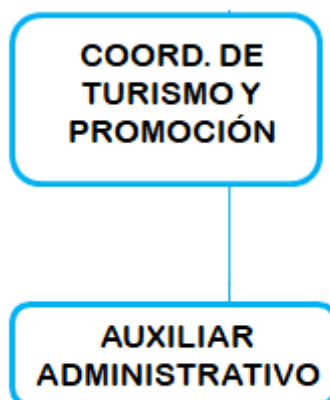 COORD. DE
TURISMO Y
PROMOCIÓN
AUXILIAR
ADMINISTRATIVO